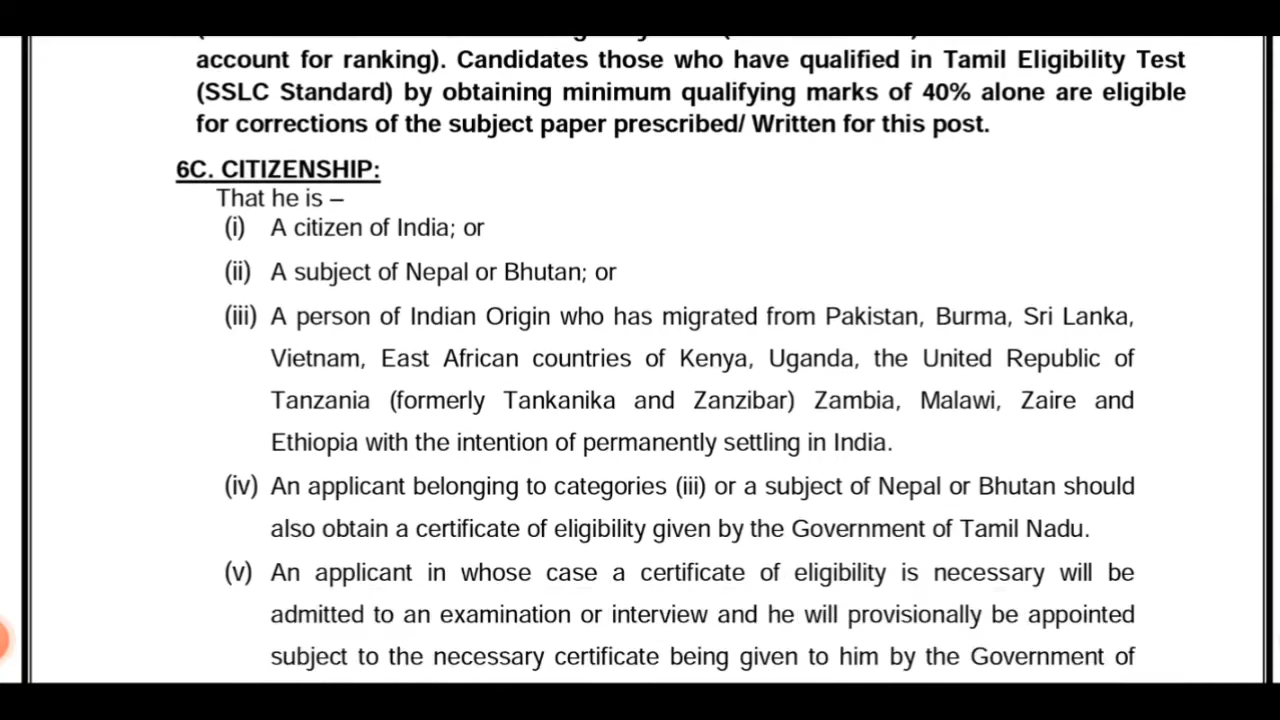 account for ranking). Candidates those who have qualified in Tamil Eligibility Test
(SSLC Standard) by obtaining minimum qualifying marks of 40% alone are eligible
for corrections of the subject paper prescribed/ Written for this post.
6C. CITIZENSHIP:
That he is –
(i) A citizen of India; or
(ii) A subject of Nepal or Bhutan; or
(iii) A person of Indian Origin who has migrated from Pakistan, Burma, Sri Lanka,
Vietnam, East African countries of Kenya, Uganda, the United Republic of
Tanzania (formerly Tankanika and Zanzibar) Zambia, Malawi, Zaire and
Ethiopia with the intention of permanently settling in India.
(iv) An applicant belonging to categories (iii) or a subject of Nepal or Bhutan should
also obtain a certificate of eligibility given by the Government of Tamil Nadu.
(v) An applicant in whose case a certificate of eligibility is necessary will be
admitted to an examination or interview and he will provisionally be appointed
subject to the necessary certificate being given to him by the Government of